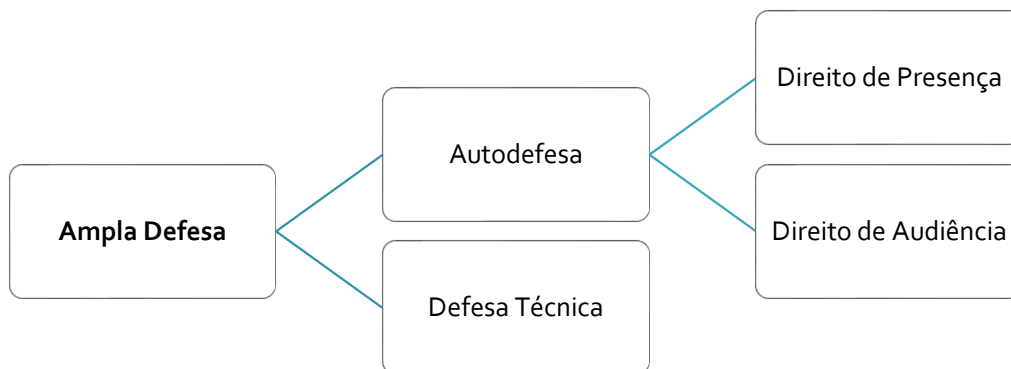 Ampla Defesa
Autodefesa
Defesa Técnica
Direito de Presença
Direito de Audiência